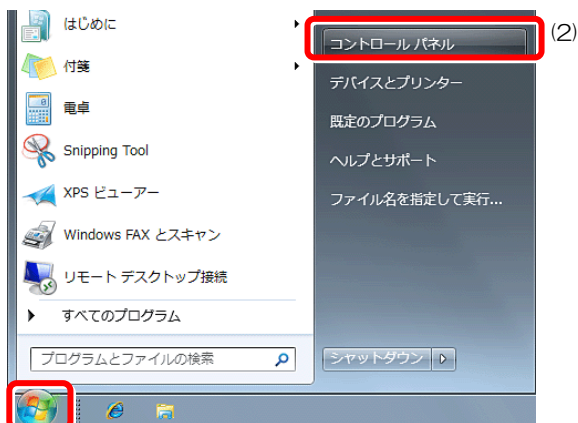 はじめに
付箋
電卓
Snipping Tool
XPS ビューアー
Windows FAX とスキャン
リモート デスクトップ接続
すべてのプログラム
プログラムとファイルの検索
コントロール パネル
(2)
デバイスとプリンター
既定のプログラム
ヘルプとサポート
ファイル名を指定して実行...
シャットダウン